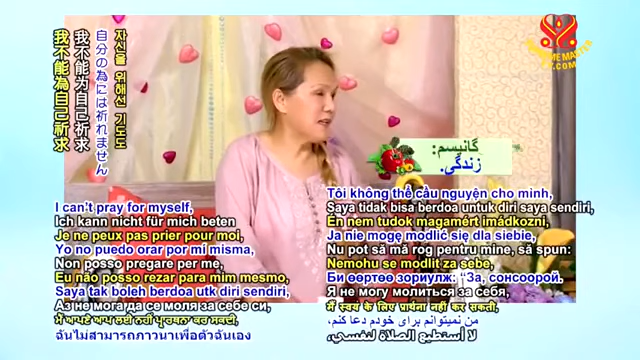 我不能為自己祈求
我不能为自己祈求
自分の為には祈れません
자신을 위해선 기도도
گانیسم:
زندگی.
I can't pray for myself,
Ich kann nicht für mich beten
Je ne peux pas prier pour moi,
Yo no puedo orar por mi misma,
Non posso pregare per me,
Eu não posso rezar para mim mesmo,
Saya tak boleh berdoa utk diri sendiri,
Аз не мога да се моля за себе си,
ਮੈਂ ਆਪਣੇ ਆਪ ਲਈ ਨਹੀਂ ਪ੍ਰਾਰਥਨਾ ਕਰ ਸਕਦੀ,
ฉันไม่สามารถภาวนาเพื่อตัวฉันเอง
Tôi không thể cầu nguyện cho mình,
Saya tidak bisa berdoa untuk diri saya sendiri,
Én nem tudok magamért imádkozni,
Ja nie mogę modlić się dla siebie,
Nu pot să mă rog pentru mine, să spun:
Nemohu se modlit za sebe,
Би өөртөө зориулж: "За, сонсоорой.
Я не могу молиться за себя,
मैं स्वयं के लिए प्रार्थना नहीं कर सकती,
من نمیتوانم برای خودم دعا کنم،
لا أستطيع الصلاة لنفسي،